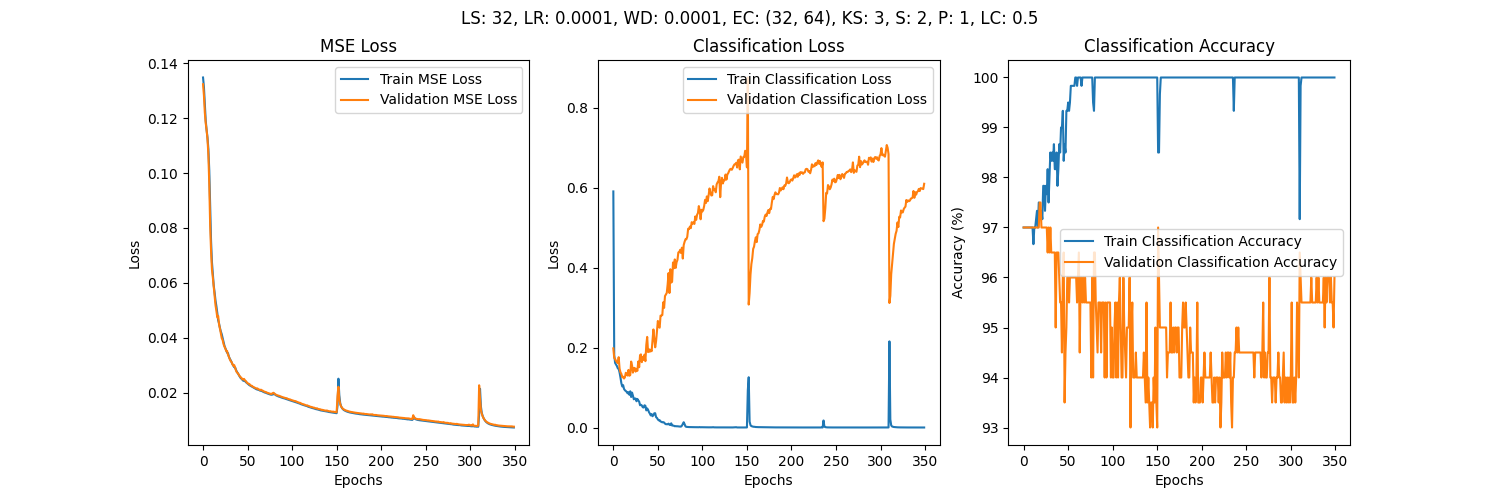 LS: 32, LR: 0.0001, WD: 0.0001, EC: (32, 64), KS: 3, S: 2, P: 1, LC: 0.5
MSE Loss
Train MSE Loss
Validation MSE Loss
0.14
0.12
0.10
0.08
0.06
0.04
0.02
Loss
0 50 100 150 200 250 300 350
Epochs
Classification Loss
Train Classification Loss
Validation Classification Loss
0.8
0.6
0.4
0.2
0.0
Loss
0 50 100 150 200 250 300 350
Epochs
Classification Accuracy
Train Classification Accuracy
Validation Classification Accuracy
100
99
98
97
96
95
94
93
Accuracy (%)
0 50 100 150 200 250 300 350
Epochs